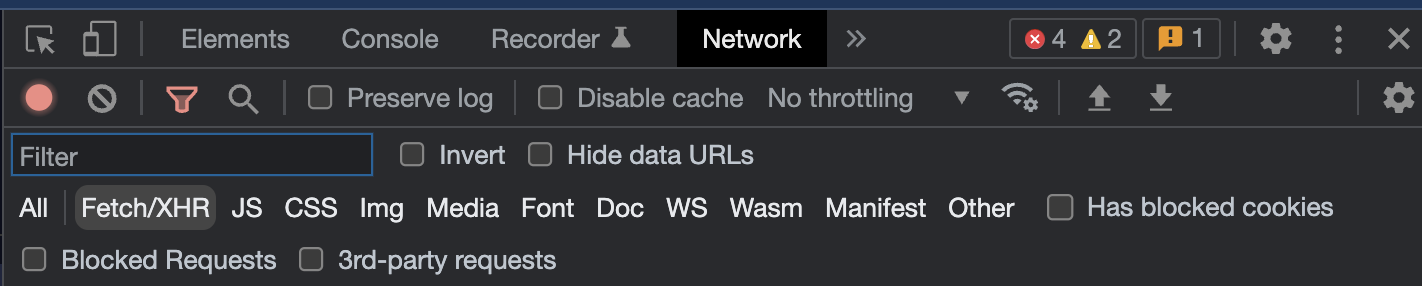 Elements Console Recorder Network » 4 2 1
Preserve log Disable cache No throttling
Filter Invert Hide data URLs
All Fetch/XHR JS CSS Img Media Font Doc WS Wasm Manifest Other Has blocked cookies
Blocked Requests 3rd-party requests